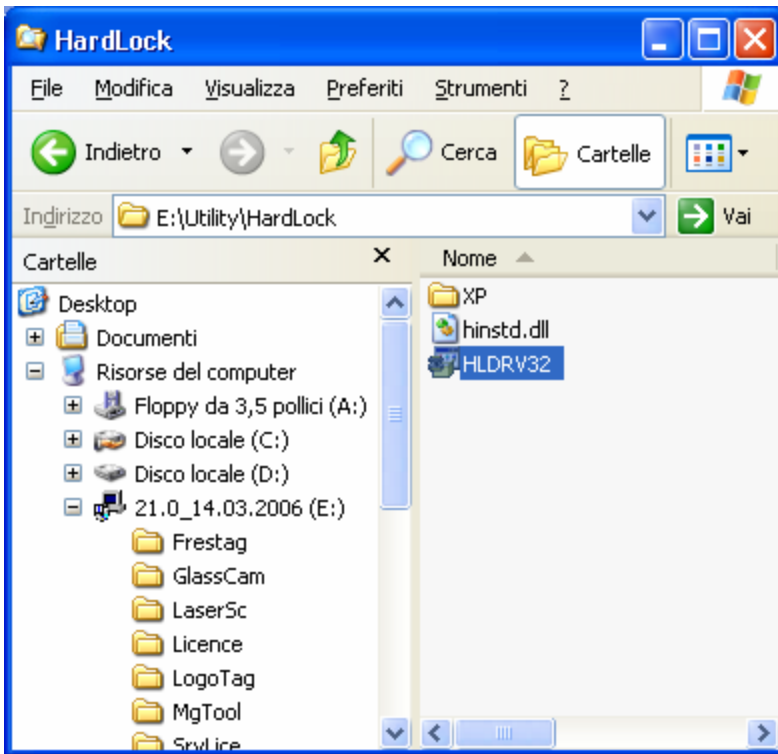 HardLock
File Modifica Visualizza Preferiti Strumenti ?
Indietro Cerca Cartelle
Indirizzo E:\Utility\HardLock Vai
Cartelle
Desktop
Documenti
Risorse del computer
Floppy da 3,5 pollici (A:)
Disco locale (C:)
Disco locale (D:)
21.0_14.03.2006 (E:)
Frestag
GlassCam
LaserSc
Licence
LogoTag
MgTool
SrvLice
Nome
XP
hinstd.dll
HLDRV32